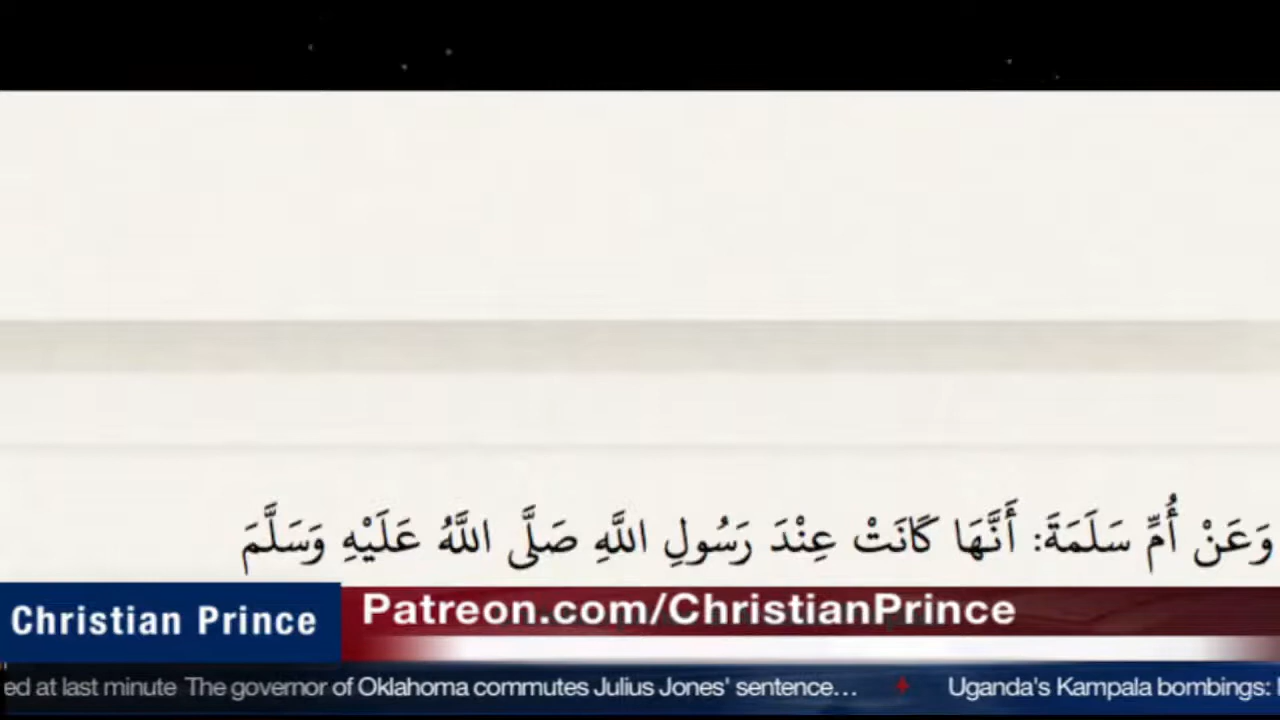 وَعَنْ أُمِّ سَلَمَةَ: أَنَّهَا كَانَتْ عِنْدَ رَسُولِ اللَّهِ صَلَّى اللَّهُ عَلَيْهِ وَسَلَّمَ
Christian Prince
Patreon.com/ChristianPrince
ed at last minute The governor of Oklahoma commutes Julius Jones' sentence... Uganda's Kampala bombings: